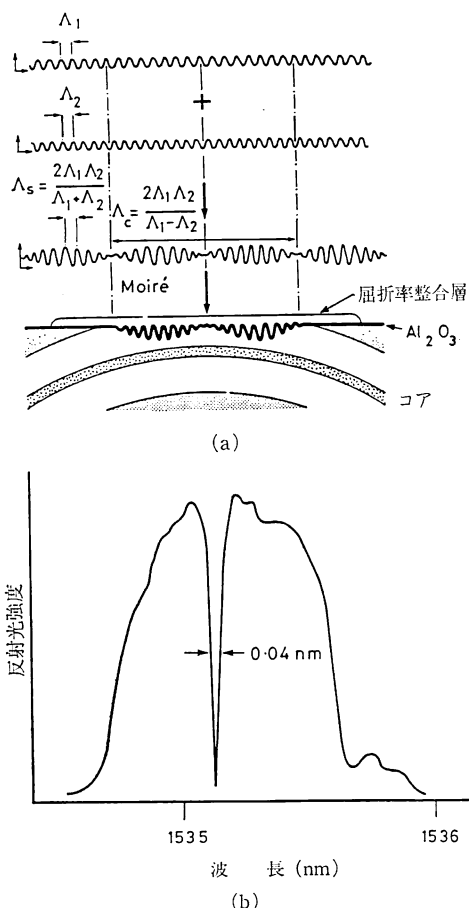 Λ₁
+
Λ₂
Λs = 2Λ₁Λ₂ / Λ₁+Λ₂
Λc = 2Λ₁Λ₂ / Λ₁-Λ₂
Moiré
屈折率整合層
Al₂O₃
コア
(a)
反射光強度
0·04 nm
1535
1536
波 長 (nm)
(b)